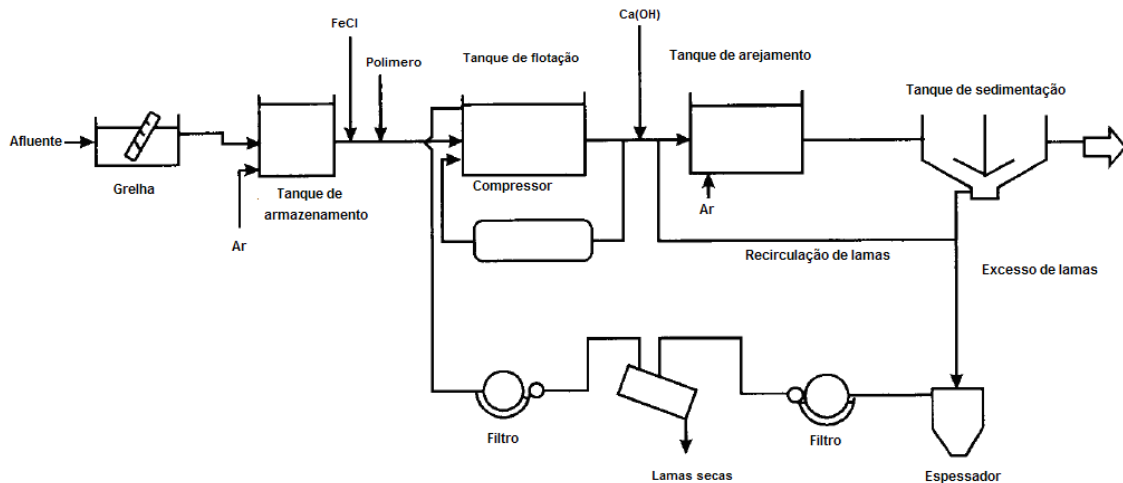 FeCl
Polimero
Ca(OH)
Tanque de flotação
Tanque de arejamento
Tanque de sedimentação
Afluente
Grelha
Tanque de
armazenamento
Ar
Compressor
Ar
Recirculação de lamas
Excesso de lamas
Filtro
Lamas secas
Filtro
Espessador